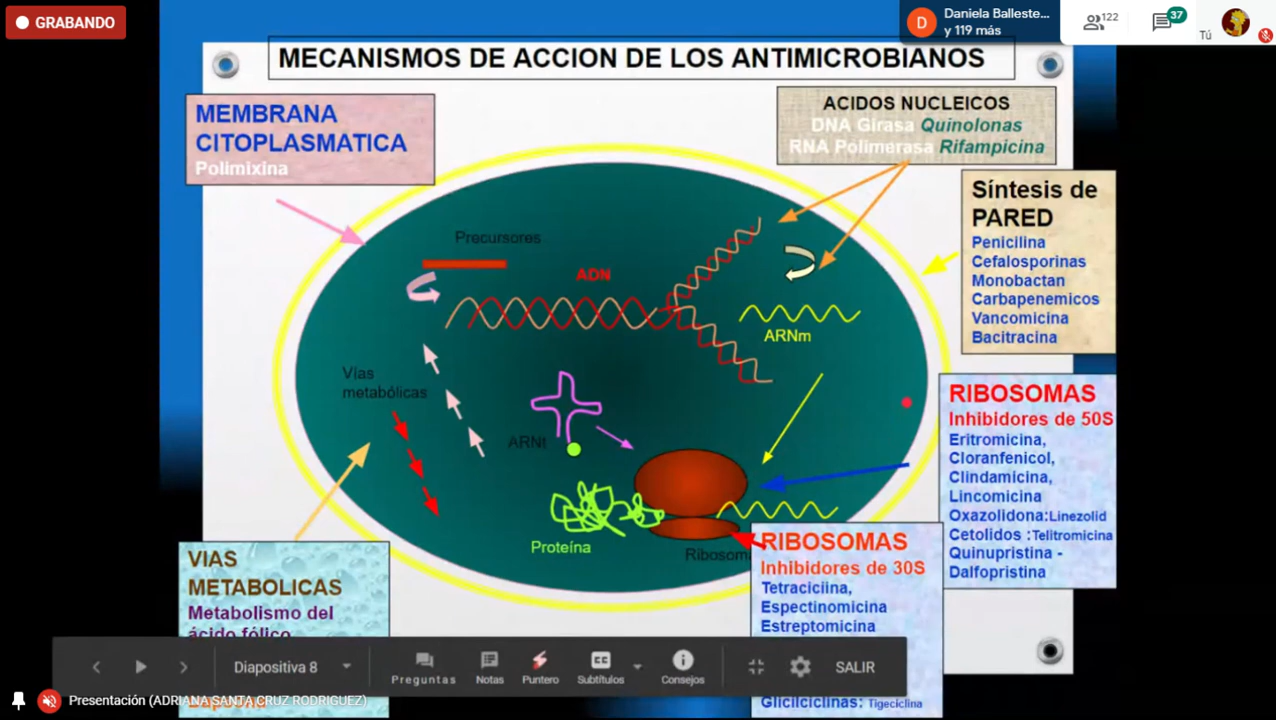 GRABANDO
Daniela Balleste...
y 119 más
122
37
Tú
D
MECANISMOS DE ACCION DE LOS ANTIMICROBIANOS
MEMBRANA
CITOPLASMATICA
Polimixina
ACIDOS NUCLEICOS
DNA Girasa Quinolonas
RNA Polimerasa Rifampicina
Síntesis de
PARED
Penicilina
Cefalosporinas
Monobactan
Carbapenemicos
Vancomicina
Bacitracina
Precursores
ADN
ARNm
Vías
metabólicas
ARNt
Proteína
Ribosoma
RIBOSOMAS
Inhibidores de 50S
Eritromicina,
Cloranfenicol,
Clindamicina,
Lincomicina
Oxazolidona:Linezolid
Cetolidos :Telitromicina
Quinupristina -
Dalfopristina
RIBOSOMAS
Inhibidores de 30S
Tetraciciina,
Espectinomicina
Estreptomicina
Glicilciclinas: Tigeciclina
VIAS
METABOLICAS
Metabolismo del
ácido fólico
Diapositiva 8
Preguntas
Notas
Puntero
Subtítulos
Consejos
SALIR
Presentación (ADRIANA SANTA CRUZ RODRIGUEZ)